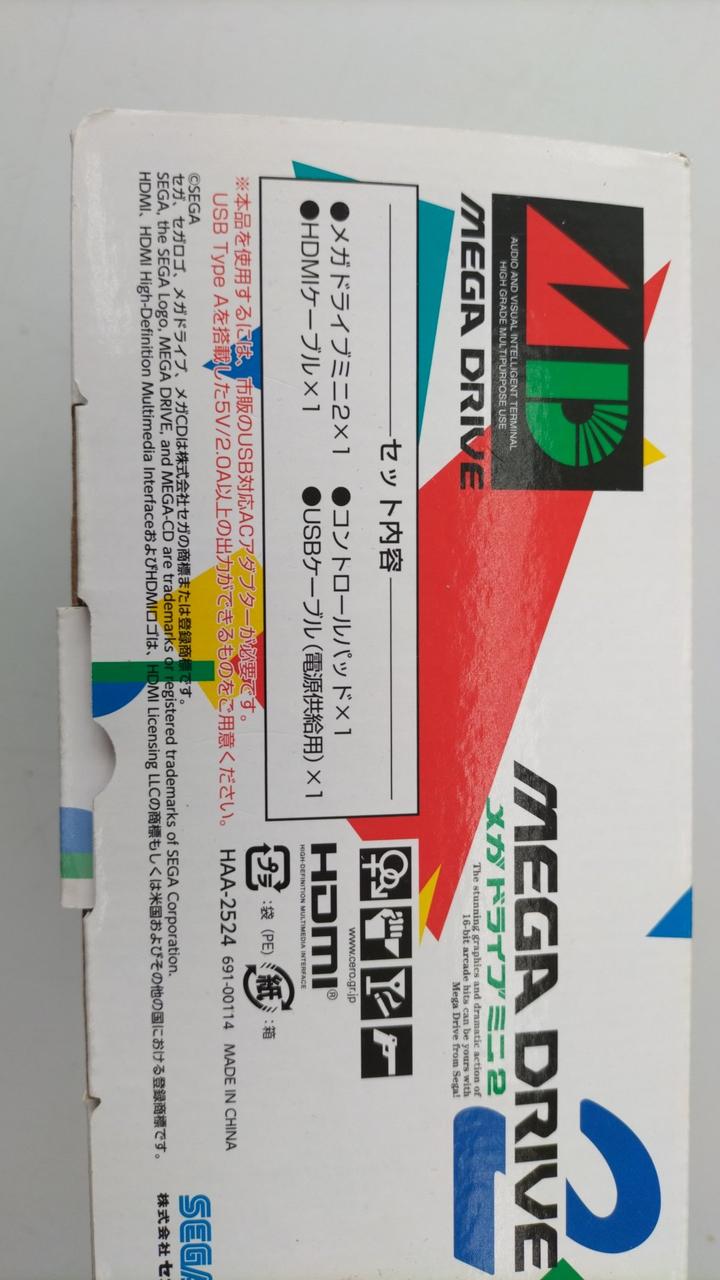 MD
AUDIO AND VISUAL INTELLIGENT TERMINAL
HIGH GRADE MULTIPURPOSE USE
MEGA DRIVE
MEGA DRIVE
2
メガドライブミニ2
The stunning graphics and dramatic action of
16-bit arcade hits can be yours with
Mega Drive from Sega!
セット内容
●メガドライブミニ2×1 ●コントロールパッド×1
●HDMIケーブル×1 ●USBケーブル(電源供給用)×1
※本品を使用するには、市販のUSB対応ACアダプターが必要です。
USB Type Aを搭載した5V/2.0A以上の出力ができるものをご用意ください。
www.cero.gr.jp
HDMI®
HIGH-DEFINITION MULTIMEDIA INTERFACE
プラ :袋 (PE) 紙 :箱
HAA-2524 691-00114 MADE IN CHINA
©SEGA
セガ、セガロゴ、メガドライブ、メガCDは株式会社セガの商標または登録商標です。
SEGA, the SEGA Logo, MEGA DRIVE, and MEGA-CD are trademarks or registered trademarks of SEGA Corporation.
HDMI、HDMI High-Definition Multimedia InterfaceおよびHDMIロゴは、HDMI Licensing LLCの商標もしくは米国およびその他の国における登録商標です。
SEGA
株式会社 セ